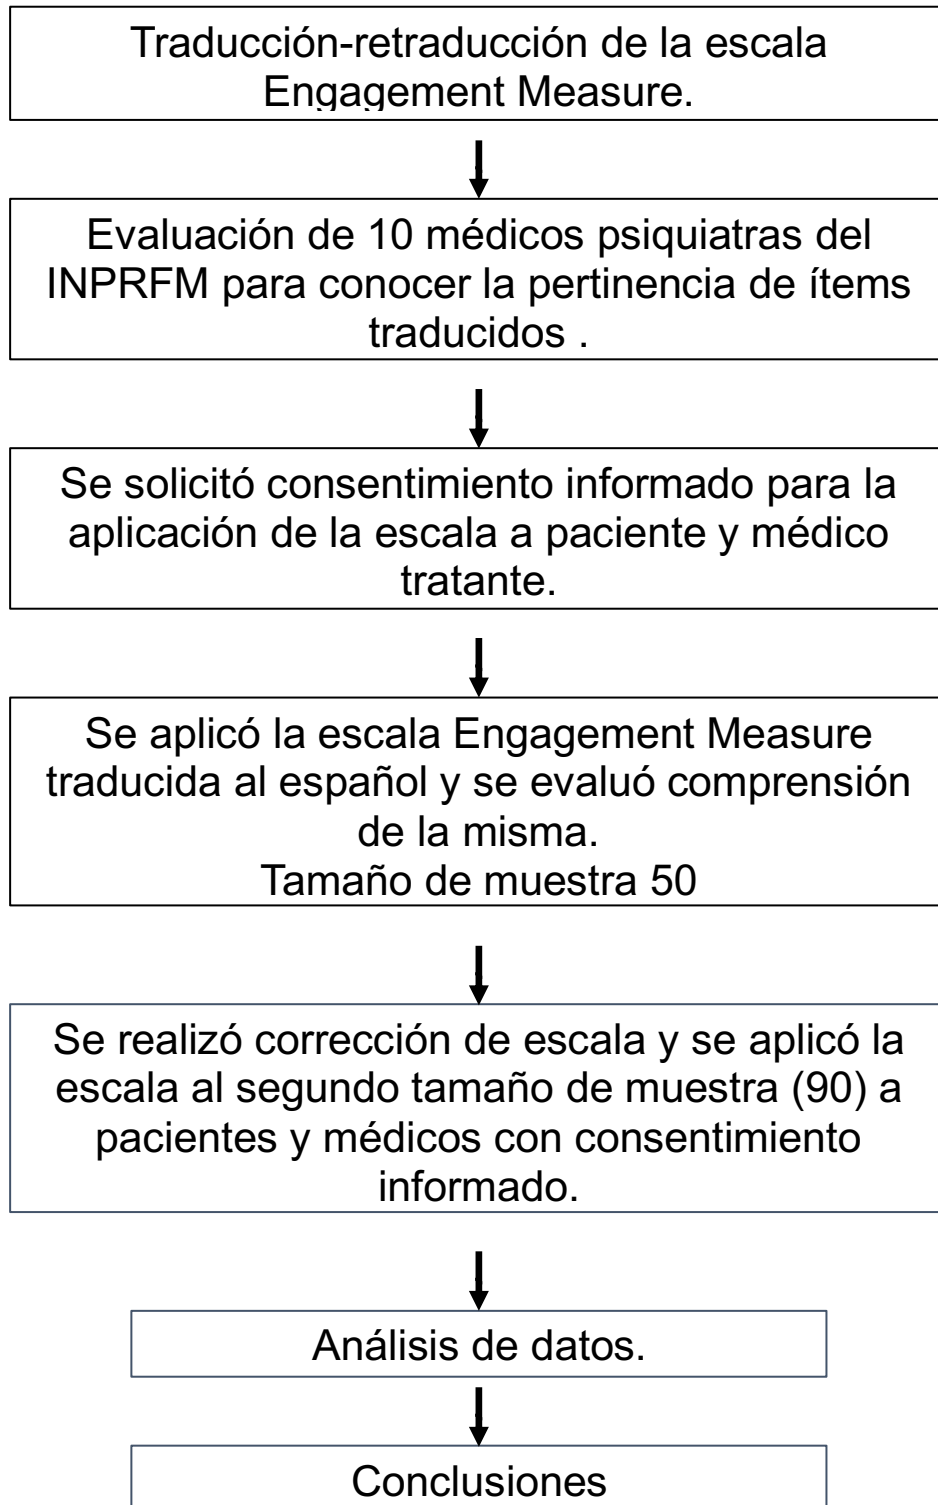 Traducción-retraducción de la escala
Engagement Measure.
Evaluación de 10 médicos psiquiatras del
INPRFM para conocer la pertinencia de ítems
traducidos .
Se solicitó consentimiento informado para la
aplicación de la escala a paciente y médico
tratante.
Se aplicó la escala Engagement Measure
traducida al español y se evaluó comprensión
de la misma.
Tamaño de muestra 50
Se realizó corrección de escala y se aplicó la
escala al segundo tamaño de muestra (90) a
pacientes y médicos con consentimiento
informado.
Análisis de datos.
Conclusiones